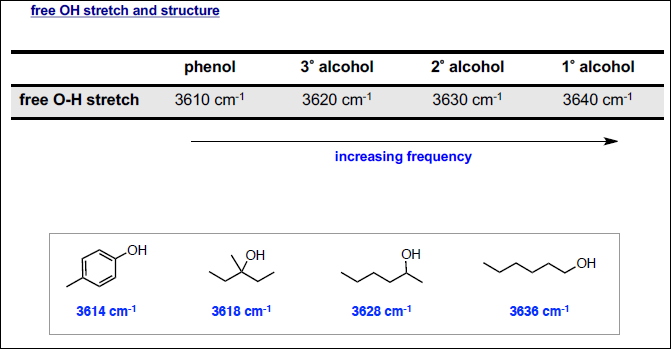 free OH stretch and structure
phenol 3° alcohol 2° alcohol 1° alcohol
free O-H stretch 3610 cm⁻¹ 3620 cm⁻¹ 3630 cm⁻¹ 3640 cm⁻¹
increasing frequency
OH OH OH OH
3614 cm⁻¹ 3618 cm⁻¹ 3628 cm⁻¹ 3636 cm⁻¹